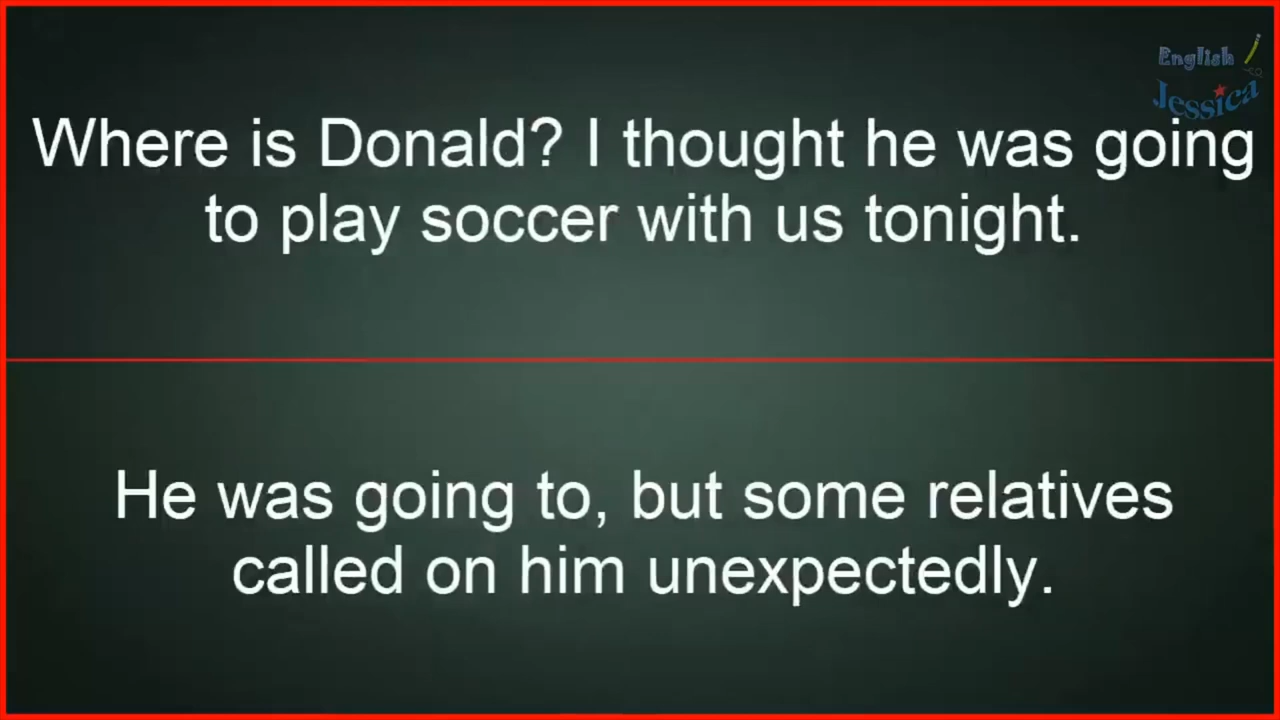 English
Jessica
Where is Donald? I thought he was going
to play soccer with us tonight.
He was going to, but some relatives
called on him unexpectedly.